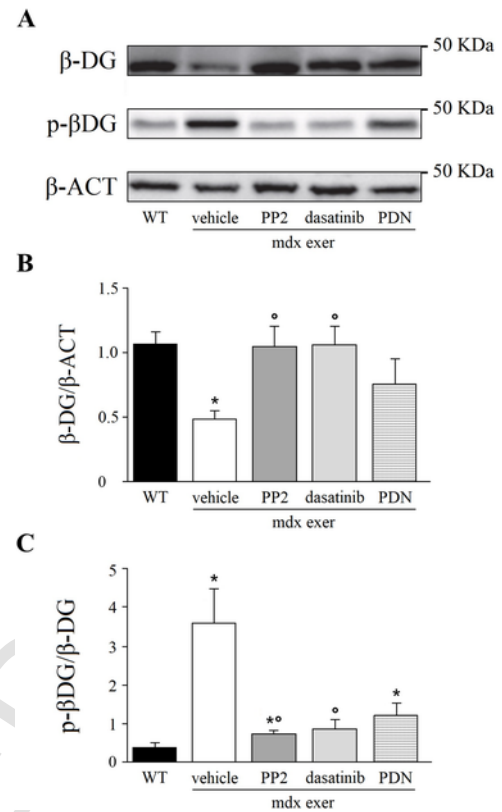 A
β-DG
50 KDa
p-βDG
50 KDa
β-ACT
50 KDa
WT vehicle PP2 dasatinib PDN
mdx exer
B
β-DG/β-ACT
1.5
1.0
0.5
0
* ° °
WT vehicle PP2 dasatinib PDN
mdx exer
C
p-βDG/β-DG
5
4
3
2
1
0
* *° ° *
WT vehicle PP2 dasatinib PDN
mdx exer